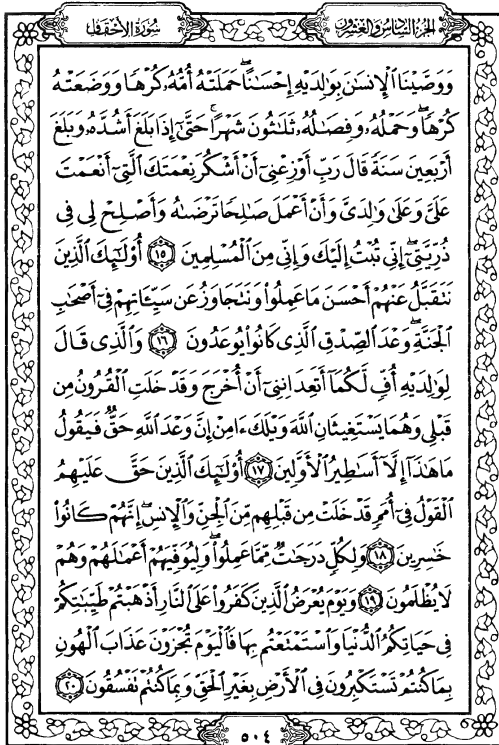 الجزء السادس والعشرون
سورة الأحقاف
وَوَصَّيْنَا ٱلْإِنسَٰنَ بِوَٰلِدَيْهِ إِحْسَٰنًا ۖ حَمَلَتْهُ أُمُّهُۥ كُرْهًا وَوَضَعَتْهُ
كُرْهًا ۖ وَحَمْلُهُۥ وَفِصَٰلُهُۥ ثَلَٰثُونَ شَهْرًا ۚ حَتَّىٰٓ إِذَا بَلَغَ أَشُدَّهُۥ وَبَلَغَ
أَرْبَعِينَ سَنَةً قَالَ رَبِّ أَوْزِعْنِىٓ أَنْ أَشْكُرَ نِعْمَتَكَ ٱلَّتِىٓ أَنْعَمْتَ
عَلَىَّ وَعَلَىٰ وَٰلِدَىَّ وَأَنْ أَعْمَلَ صَٰلِحًا تَرْضَىٰهُ وَأَصْلِحْ لِى فِى
ذُرِّيَّتِىٓ ۖ إِنِّى تُبْتُ إِلَيْكَ وَإِنِّى مِنَ ٱلْمُسْلِمِينَ ١٥ أُو۟لَٰٓئِكَ ٱلَّذِينَ
نَتَقَبَّلُ عَنْهُمْ أَحْسَنَ مَا عَمِلُوا۟ وَنَتَجَاوَزُ عَن سَيِّـَٔاتِهِمْ فِىٓ أَصْحَٰبِ
ٱلْجَنَّةِ ۖ وَعْدَ ٱلصِّدْقِ ٱلَّذِى كَانُوا۟ يُوعَدُونَ ١٦ وَٱلَّذِى قَالَ
لِوَٰلِدَيْهِ أُفٍّ لَّكُمَآ أَتَعِدَانِنِىٓ أَنْ أُخْرَجَ وَقَدْ خَلَتِ ٱلْقُرُونُ مِن
قَبْلِى وَهُمَا يَسْتَغِيثَانِ ٱللَّهَ وَيْلَكَ ءَامِنْ إِنَّ وَعْدَ ٱللَّهِ حَقٌّ فَيَقُولُ
مَا هَٰذَآ إِلَّآ أَسَٰطِيرُ ٱلْأَوَّلِينَ ١٧ أُو۟لَٰٓئِكَ ٱلَّذِينَ حَقَّ عَلَيْهِمُ
ٱلْقَوْلُ فِىٓ أُمَمٍ قَدْ خَلَتْ مِن قَبْلِهِم مِّنَ ٱلْجِنِّ وَٱلْإِنسِ ۖ إِنَّهُمْ كَانُوا۟
خَٰسِرِينَ ١٨ وَلِكُلٍّ دَرَجَٰتٌ مِّمَّا عَمِلُوا۟ ۖ وَلِيُوَفِّيَهُمْ أَعْمَٰلَهُمْ وَهُمْ
لَا يُظْلَمُونَ ١٩ وَيَوْمَ يُعْرَضُ ٱلَّذِينَ كَفَرُوا۟ عَلَى ٱلنَّارِ أَذْهَبْتُمْ طَيِّبَٰتِكُمْ
فِى حَيَاتِكُمُ ٱلدُّنْيَا وَٱسْتَمْتَعْتُم بِهَا فَٱلْيَوْمَ تُجْزَوْنَ عَذَابَ ٱلْهُونِ
بِمَا كُنتُمْ تَسْتَكْبِرُونَ فِى ٱلْأَرْضِ بِغَيْرِ ٱلْحَقِّ وَبِمَا كُنتُمْ تَفْسُقُونَ ٢٠
٥٠٤